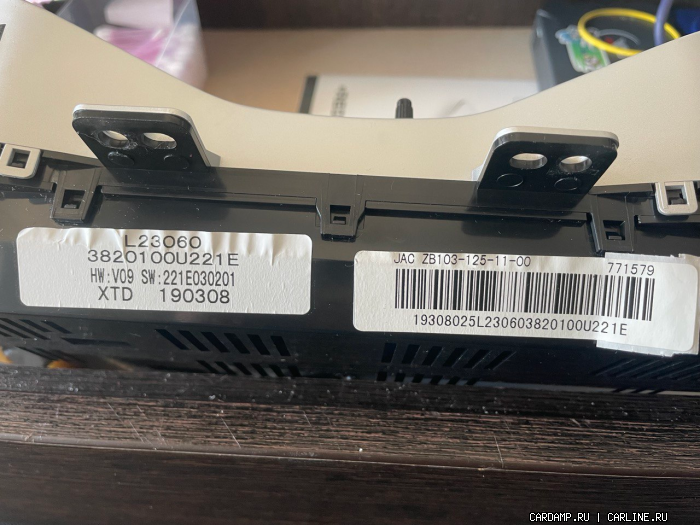 L23060
3820100U221E
HW:V09 SW:221E030201
XTD 190308
JAC ZB103-125-11-00
771579
19308025L230603820100U221E
CARDAMP.RU | CARLINE.RU